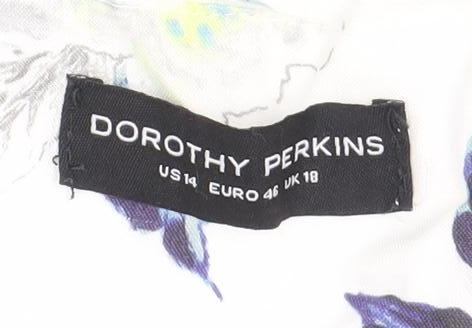 DOROTHY PERKINS
US 14 EURO 46 UK 18